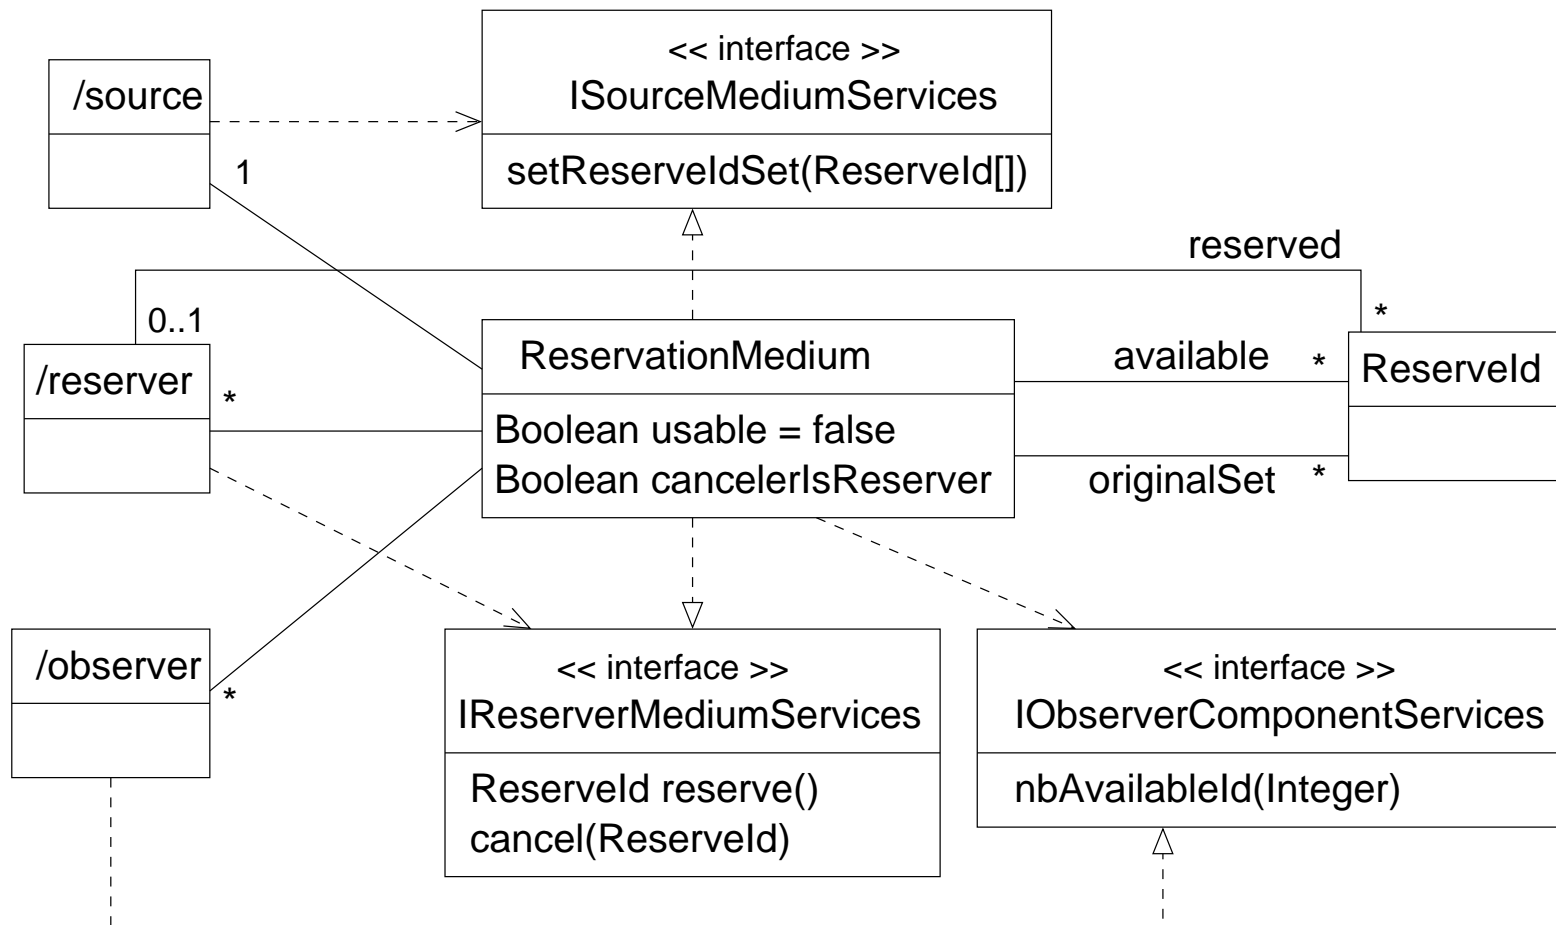 << interface >>
ISourceMediumServices
setReserveIdSet(ReserveId[])
/source
1
reserved
0..1
*
/reserver
*
ReservationMedium
Boolean usable = false
Boolean cancelerIsReserver
available
*
ReserveId
originalSet
*
/observer
*
<< interface >>
IReserverMediumServices
ReserveId reserve()
cancel(ReserveId)
<< interface >>
IObserverComponentServices
nbAvailableId(Integer)